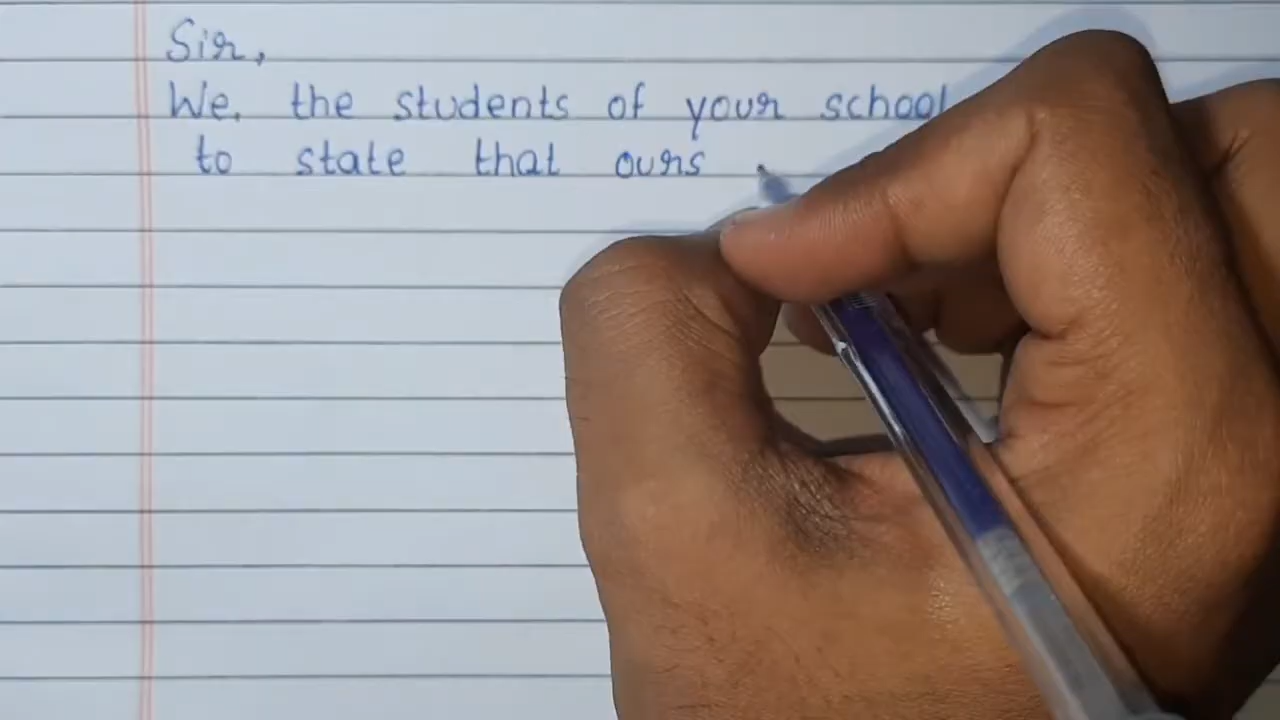 Sir,
We, the students of your school
to state that ours